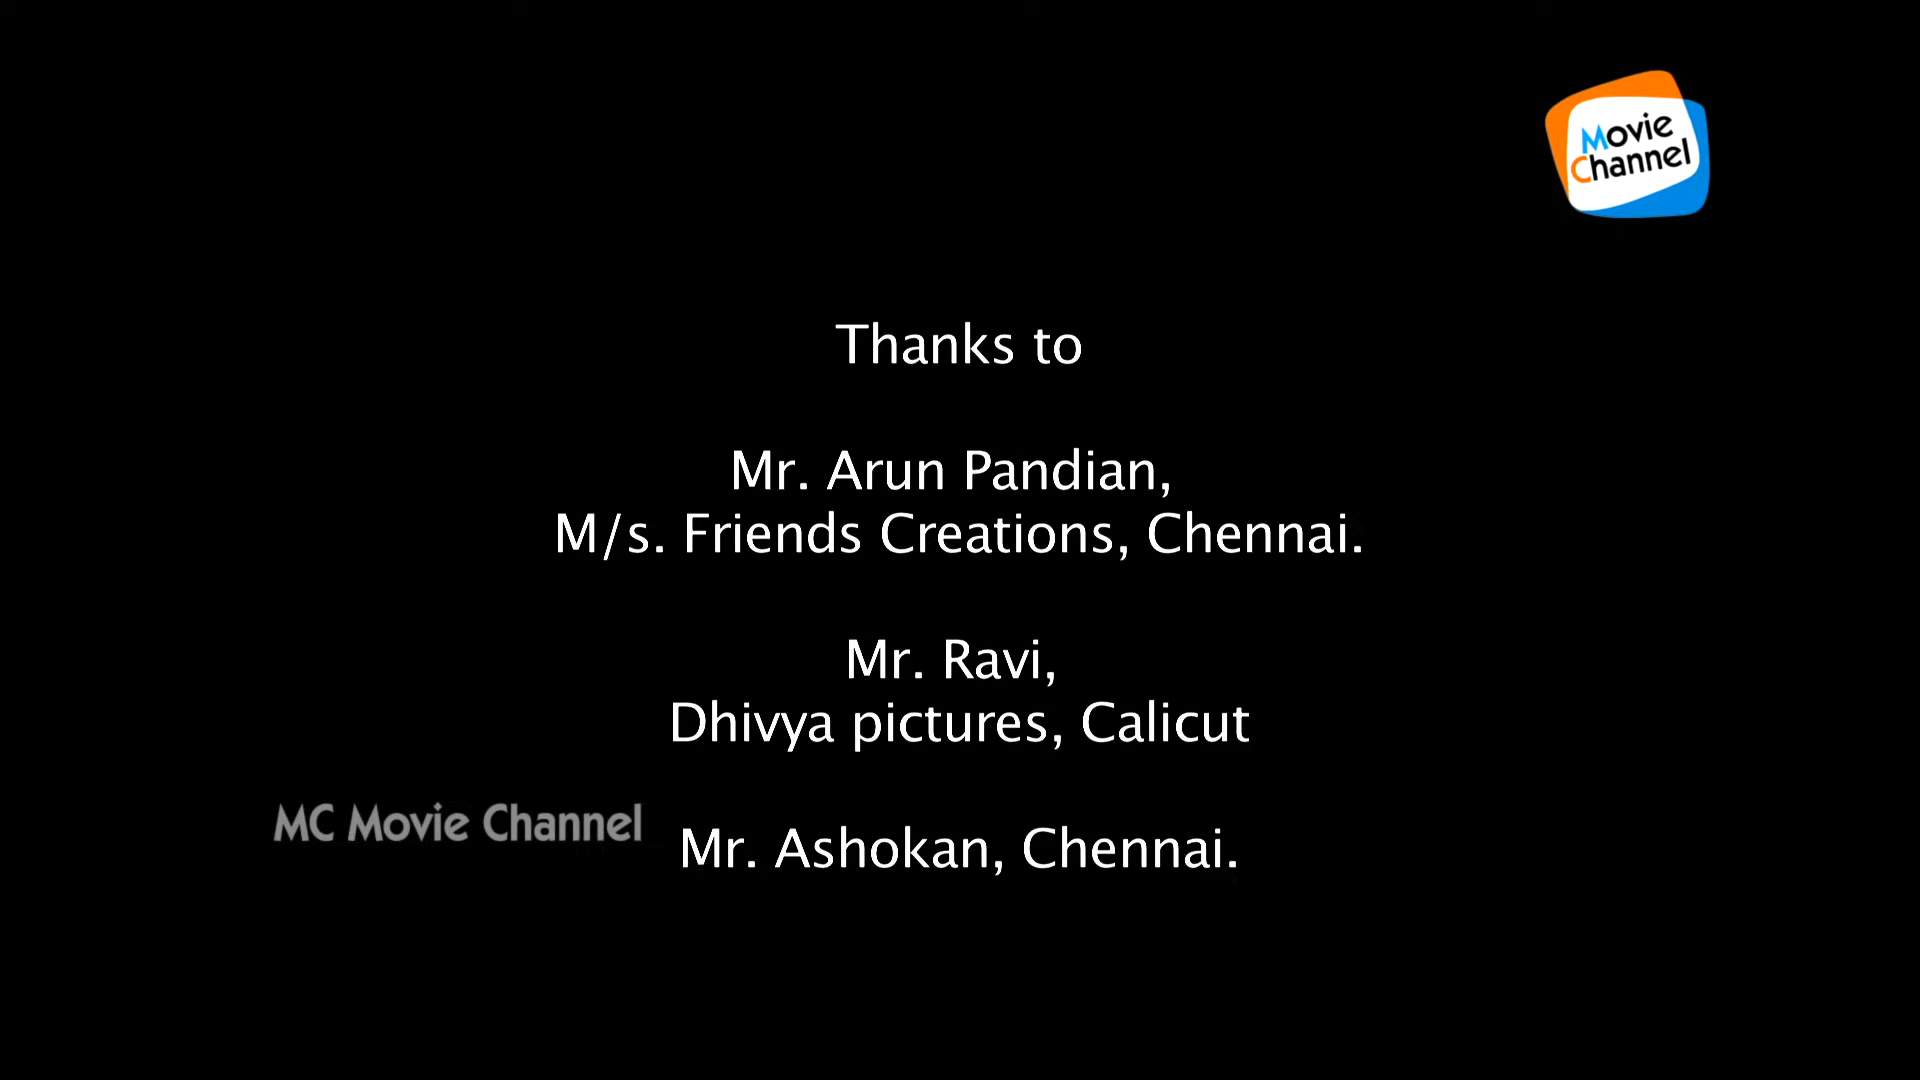 Movie
Channel
Thanks to
Mr. Arun Pandian,
M/s. Friends Creations, Chennai.
Mr. Ravi,
Dhivya pictures, Calicut
MC Movie Channel
Mr. Ashokan, Chennai.